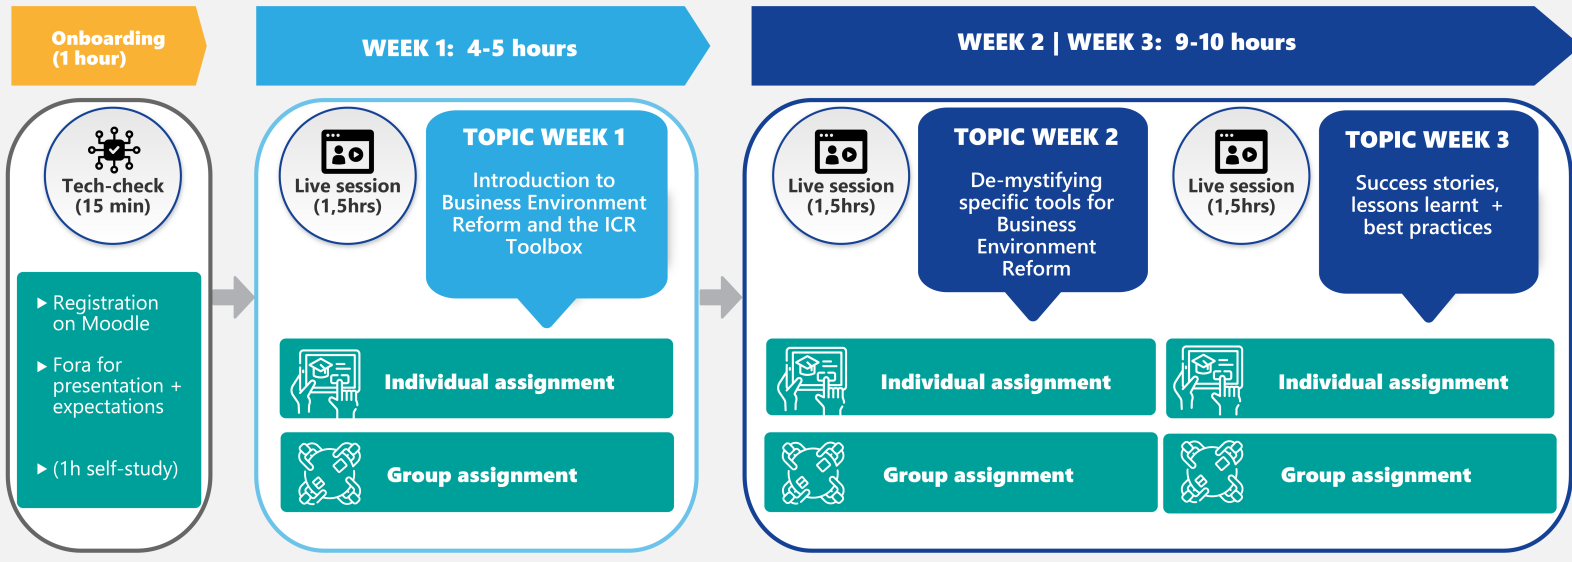 Onboarding
(1 hour)
WEEK 1:  4-5 hours
WEEK 2 | WEEK 3:  9-10 hours
Tech-check
(15 min)
► Registration
on Moodle
► Fora for
presentation +
expectations
► (1h self-study)
Live session
(1,5hrs)
TOPIC WEEK 1
Introduction to
Business Environment
Reform and the ICR
Toolbox
Individual assignment
Group assignment
Live session
(1,5hrs)
TOPIC WEEK 2
De-mystifying
specific tools for
Business
Environment
Reform
Individual assignment
Group assignment
Live session
(1,5hrs)
TOPIC WEEK 3
Success stories,
lessons learnt  +
best practices
Individual assignment
Group assignment